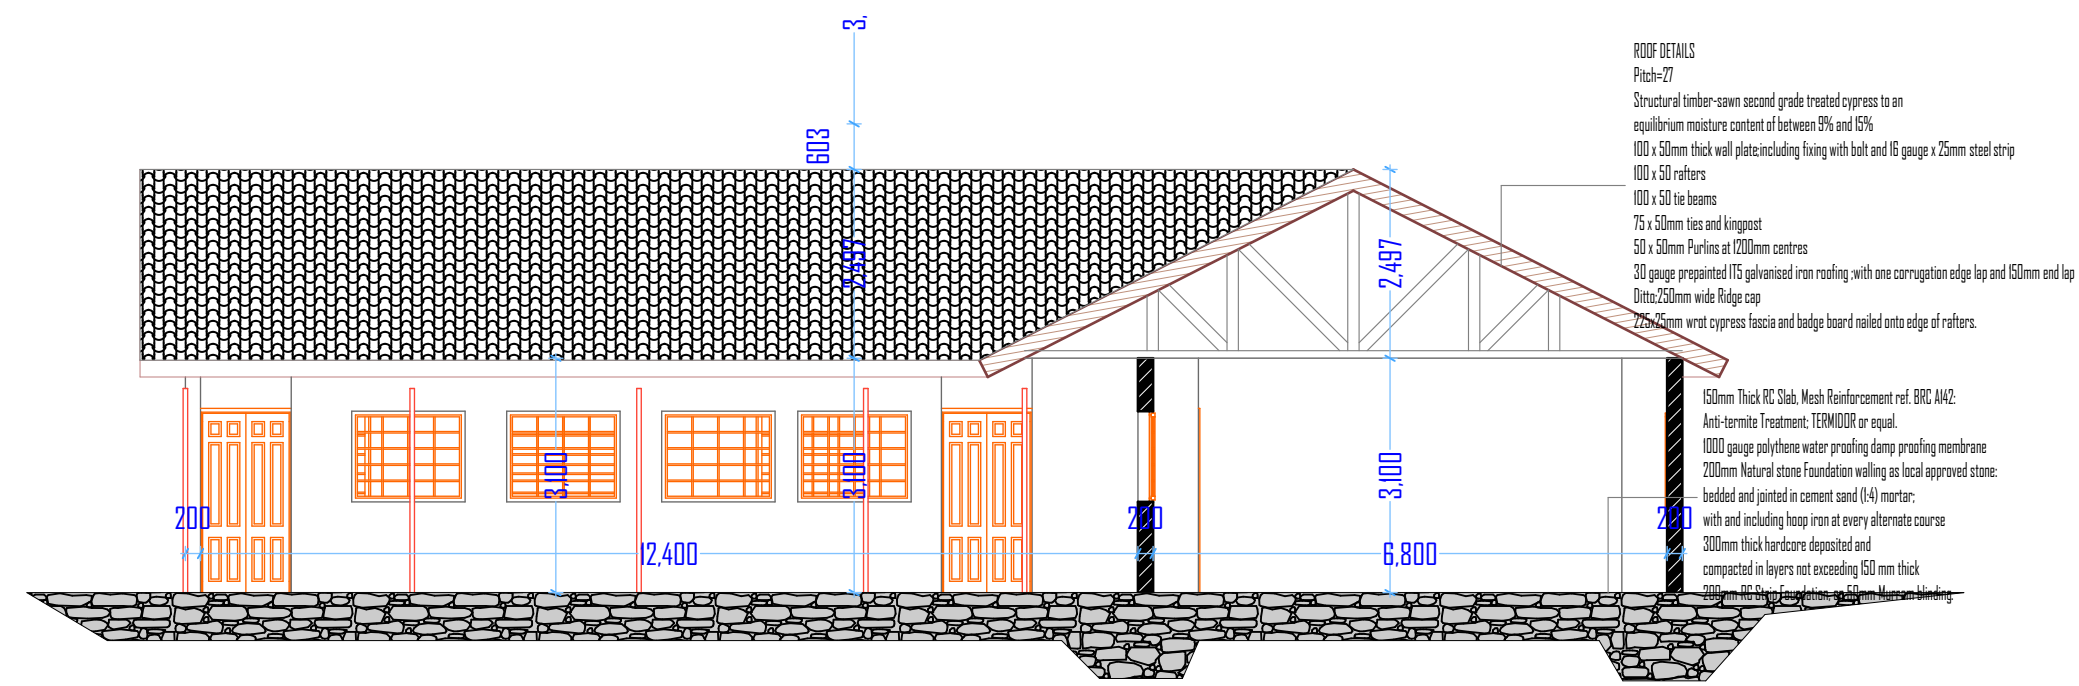 3,
603
2,497
2,497
3,100
3,100
3,100
200
200
200
12,400
6,800
ROOF DETAILS
Pitch=27
Structural timber-sawn second grade treated cypress to an
equilibrium moisture content of between 9% and 15%
100 x 50mm thick wall plate;including fixing with bolt and 16 gauge x 25mm steel strip
100 x 50 rafters
100 x 50 tie beams
75 x 50mm ties and kingpost
50 x 50mm Purlins at 1200mm centres
30 gauge prepainted IT5 galvanised iron roofing ;with one corrugation edge lap and 150mm end lap
Ditto;250mm wide Ridge cap
225x25mm wrot cypress fascia and badge board nailed onto edge of rafters.
150mm Thick RC Slab, Mesh Reinforcement ref. BRC A142:
Anti-termite Treatment; TERMIDOR or equal.
1000 gauge polythene water proofing damp proofing membrane
200mm Natural stone Foundation walling as local approved stone:
bedded and jointed in cement sand (1:4) mortar;
with and including hoop iron at every alternate course
300mm thick hardcore deposited and
compacted in layers not exceeding 150 mm thick
200mm RC Strip Foundation, on 50mm Murram blinding.